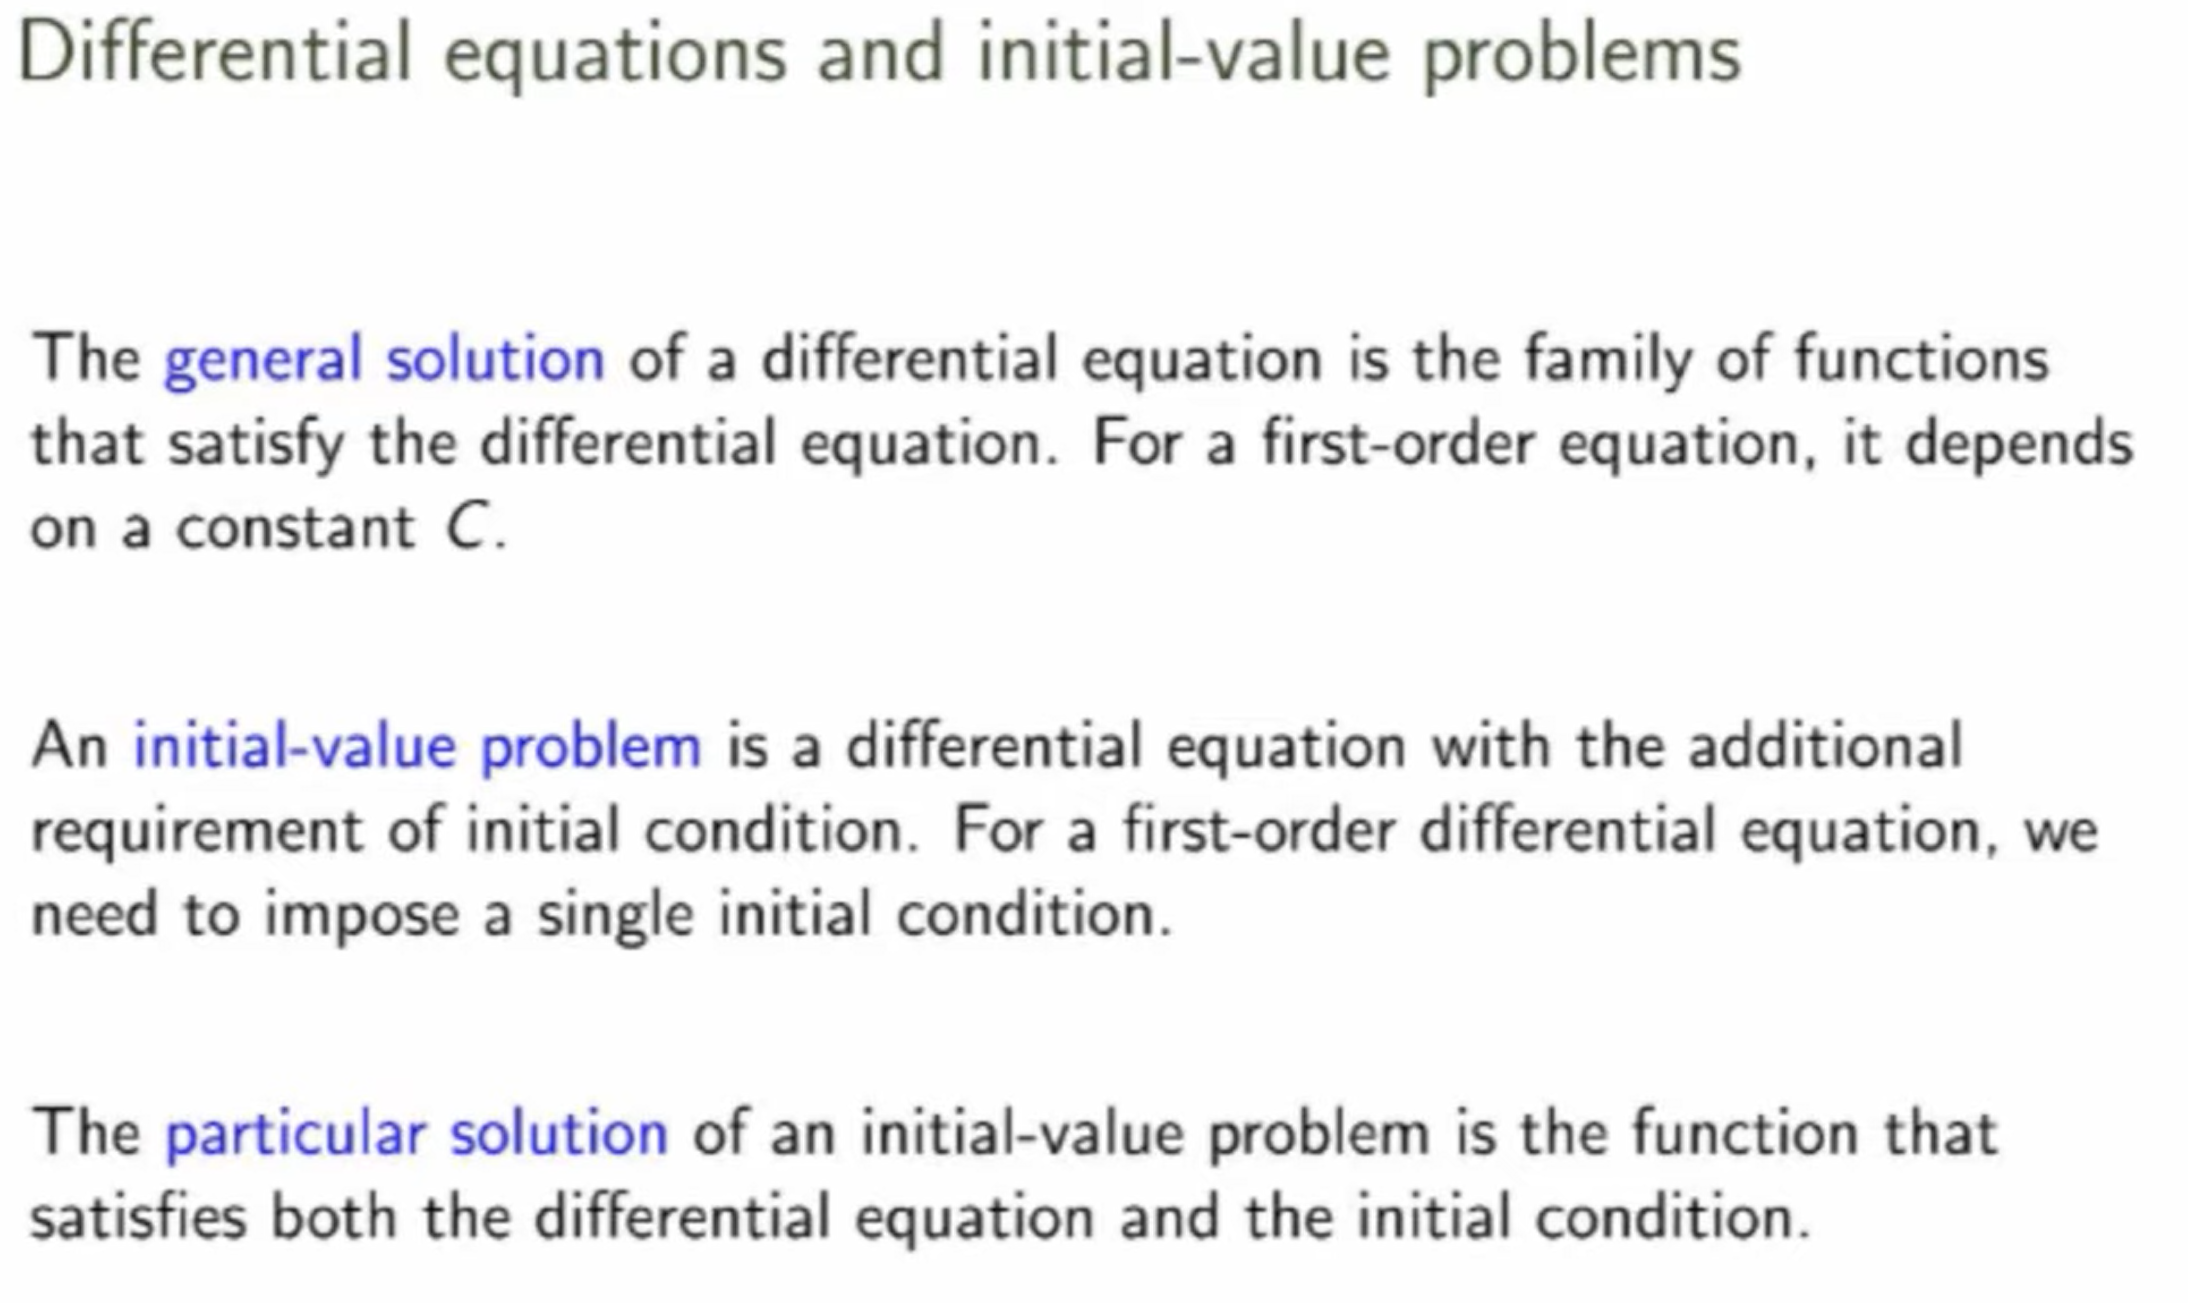 Differential equations and initial-value problems
The general solution of a differential equation is the family of functions
that satisfy the differential equation. For a first-order equation, it depends
on a constant C.
An initial-value problem is a differential equation with the additional
requirement of initial condition. For a first-order differential equation, we
need to impose a single initial condition.
The particular solution of an initial-value problem is the function that
satisfies both the differential equation and the initial condition.